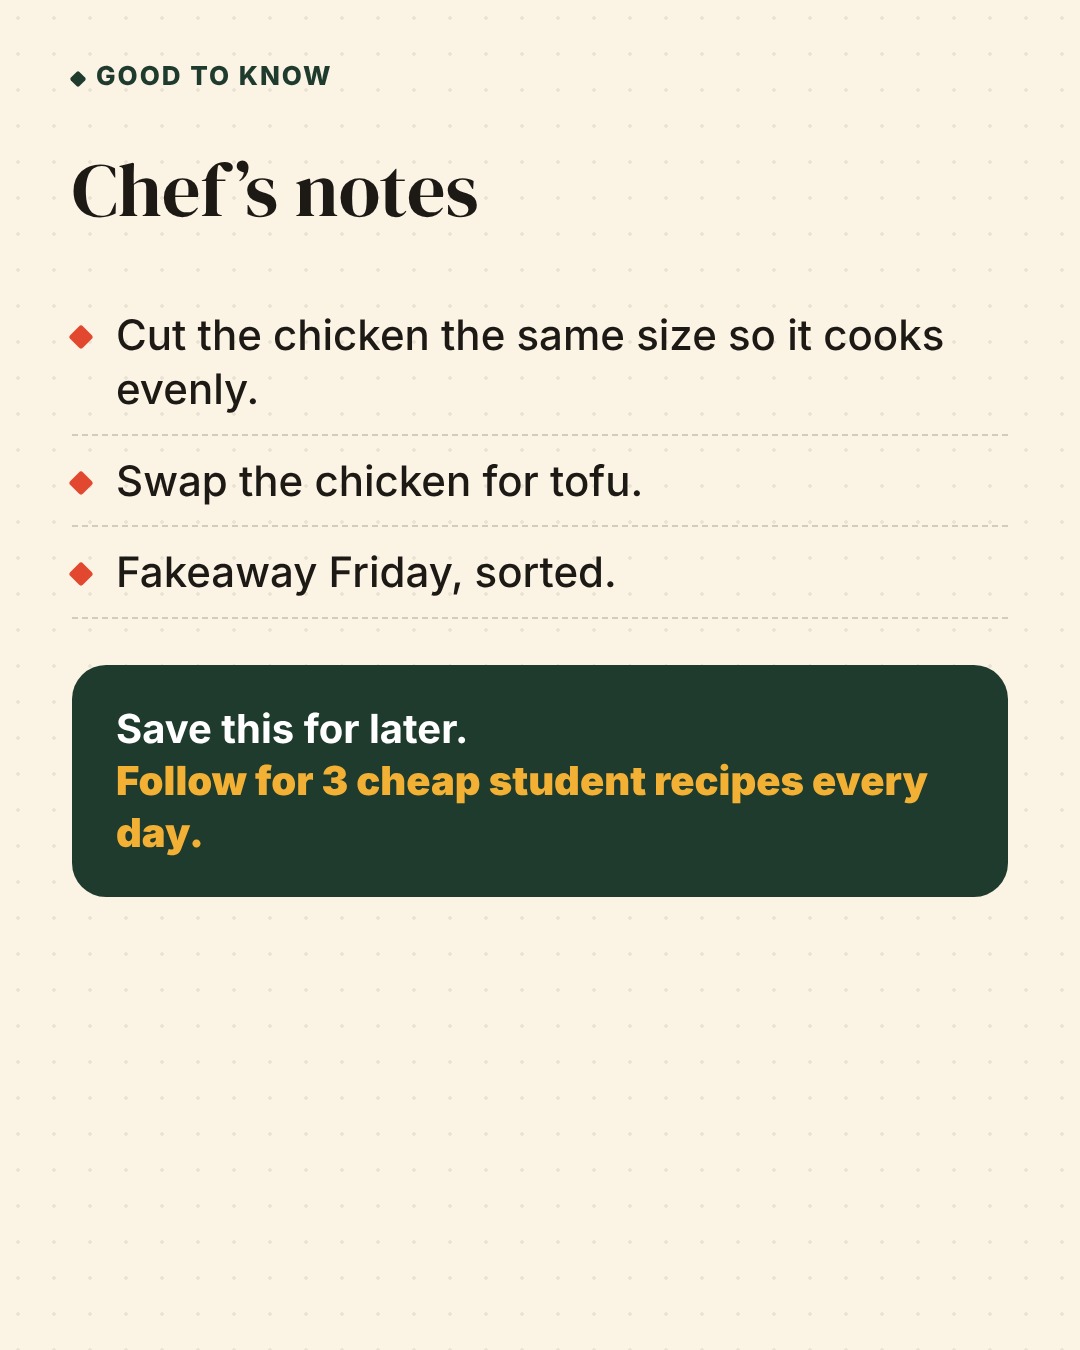 GOOD TO KNOW
Chef’s notes
Cut the chicken the same size so it cooks
evenly.
Swap the chicken for tofu.
Fakeaway Friday, sorted.
Save this for later.
Follow for 3 cheap student recipes every
day.